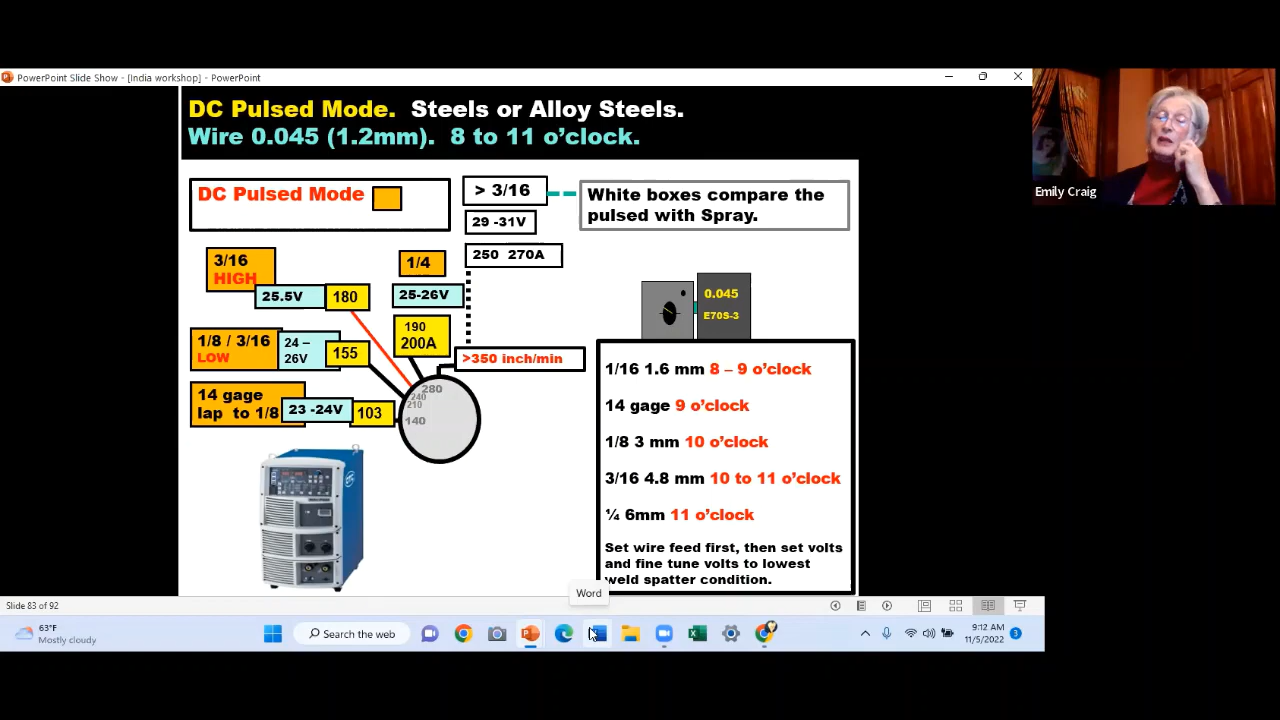 PowerPoint Slide Show - [India workshop] - PowerPoint
DC Pulsed Mode. Steels or Alloy Steels.
Wire 0.045 (1.2mm). 8 to 11 o’clock.
DC Pulsed Mode
> 3/16
29 -31V
250 270A
White boxes compare the
pulsed with Spray.
3/16
HIGH
25.5V
180
1/4
25-26V
190
200A
1/8 / 3/16
LOW
24 –
26V
155
>350 inch/min
14 gage
lap to 1/8
23 -24V
103
280
240
210
140
0.045
E70S-3
1/16 1.6 mm 8 – 9 o’clock
14 gage 9 o’clock
1/8 3 mm 10 o’clock
3/16 4.8 mm 10 to 11 o’clock
¼ 6mm 11 o’clock
Set wire feed first, then set volts
and fine tune volts to lowest
weld spatter condition.
Emily Craig
Word
Slide 83 of 92
63°F
Mostly cloudy
Search the web
9:12 AM
11/5/2022
3